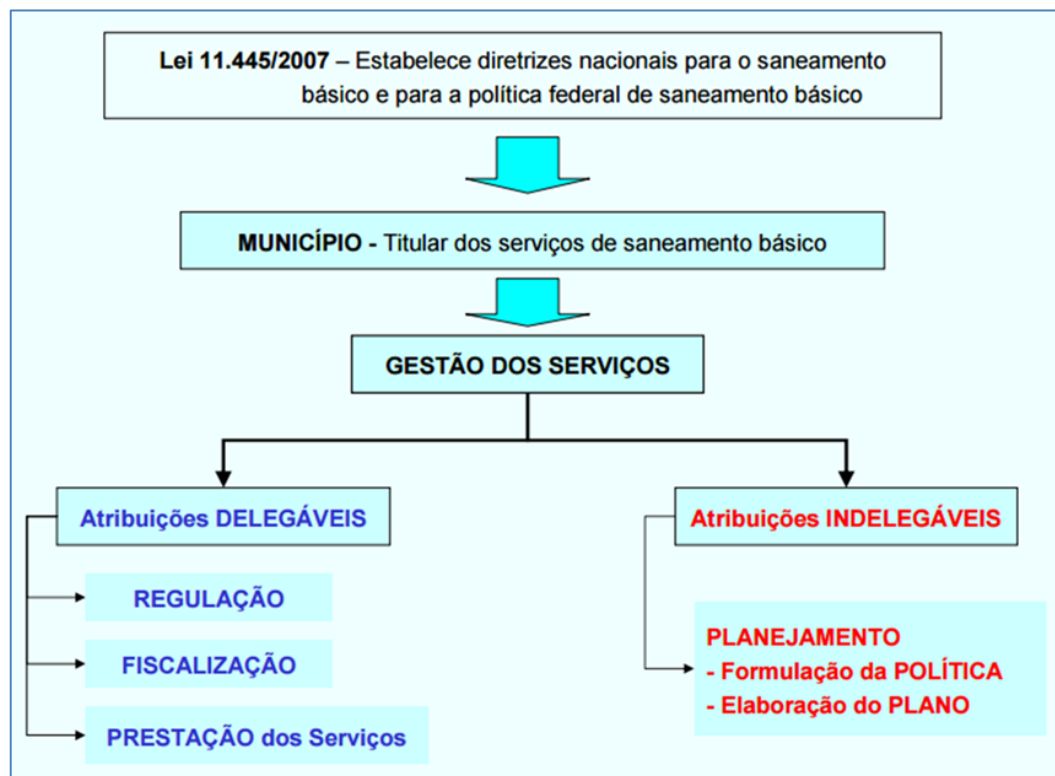 Lei 11.445/2007 – Estabelece diretrizes nacionais para o saneamento
básico e para a política federal de saneamento básico
MUNICÍPIO - Titular dos serviços de saneamento básico
GESTÃO DOS SERVIÇOS
Atribuições DELEGÁVEIS
REGULAÇÃO
FISCALIZAÇÃO
PRESTAÇÃO dos Serviços
Atribuições INDELEGÁVEIS
PLANEJAMENTO
- Formulação da POLÍTICA
- Elaboração do PLANO